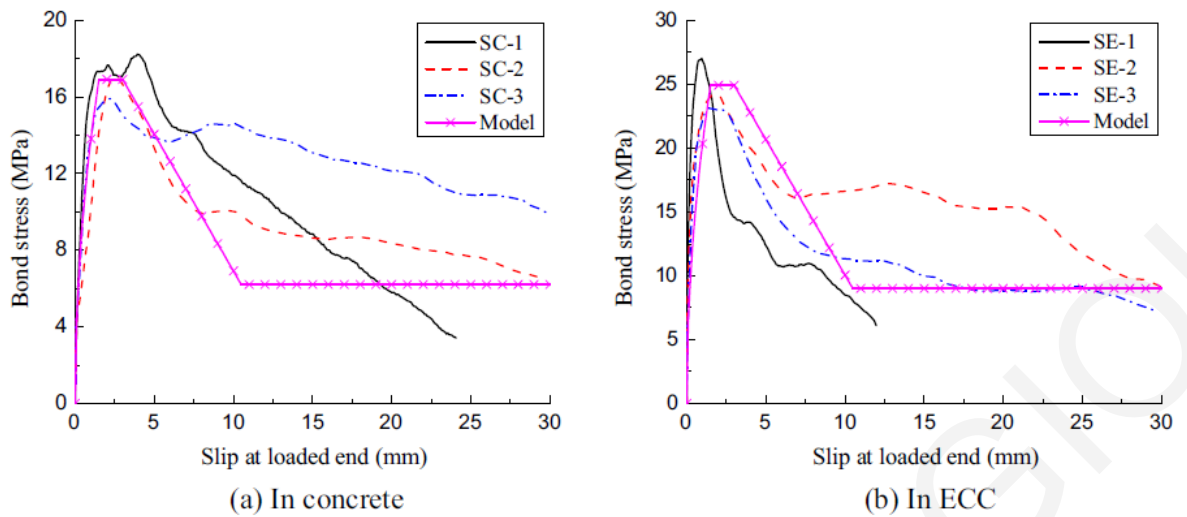 20
16
12
8
4
0
0 5 10 15 20 25 30
Bond stress (MPa)
Slip at loaded end (mm)
SC-1
SC-2
SC-3
Model
(a) In concrete
30
25
20
15
10
5
0
0 5 10 15 20 25 30
Bond stress (MPa)
Slip at loaded end (mm)
SE-1
SE-2
SE-3
Model
(b) In ECC